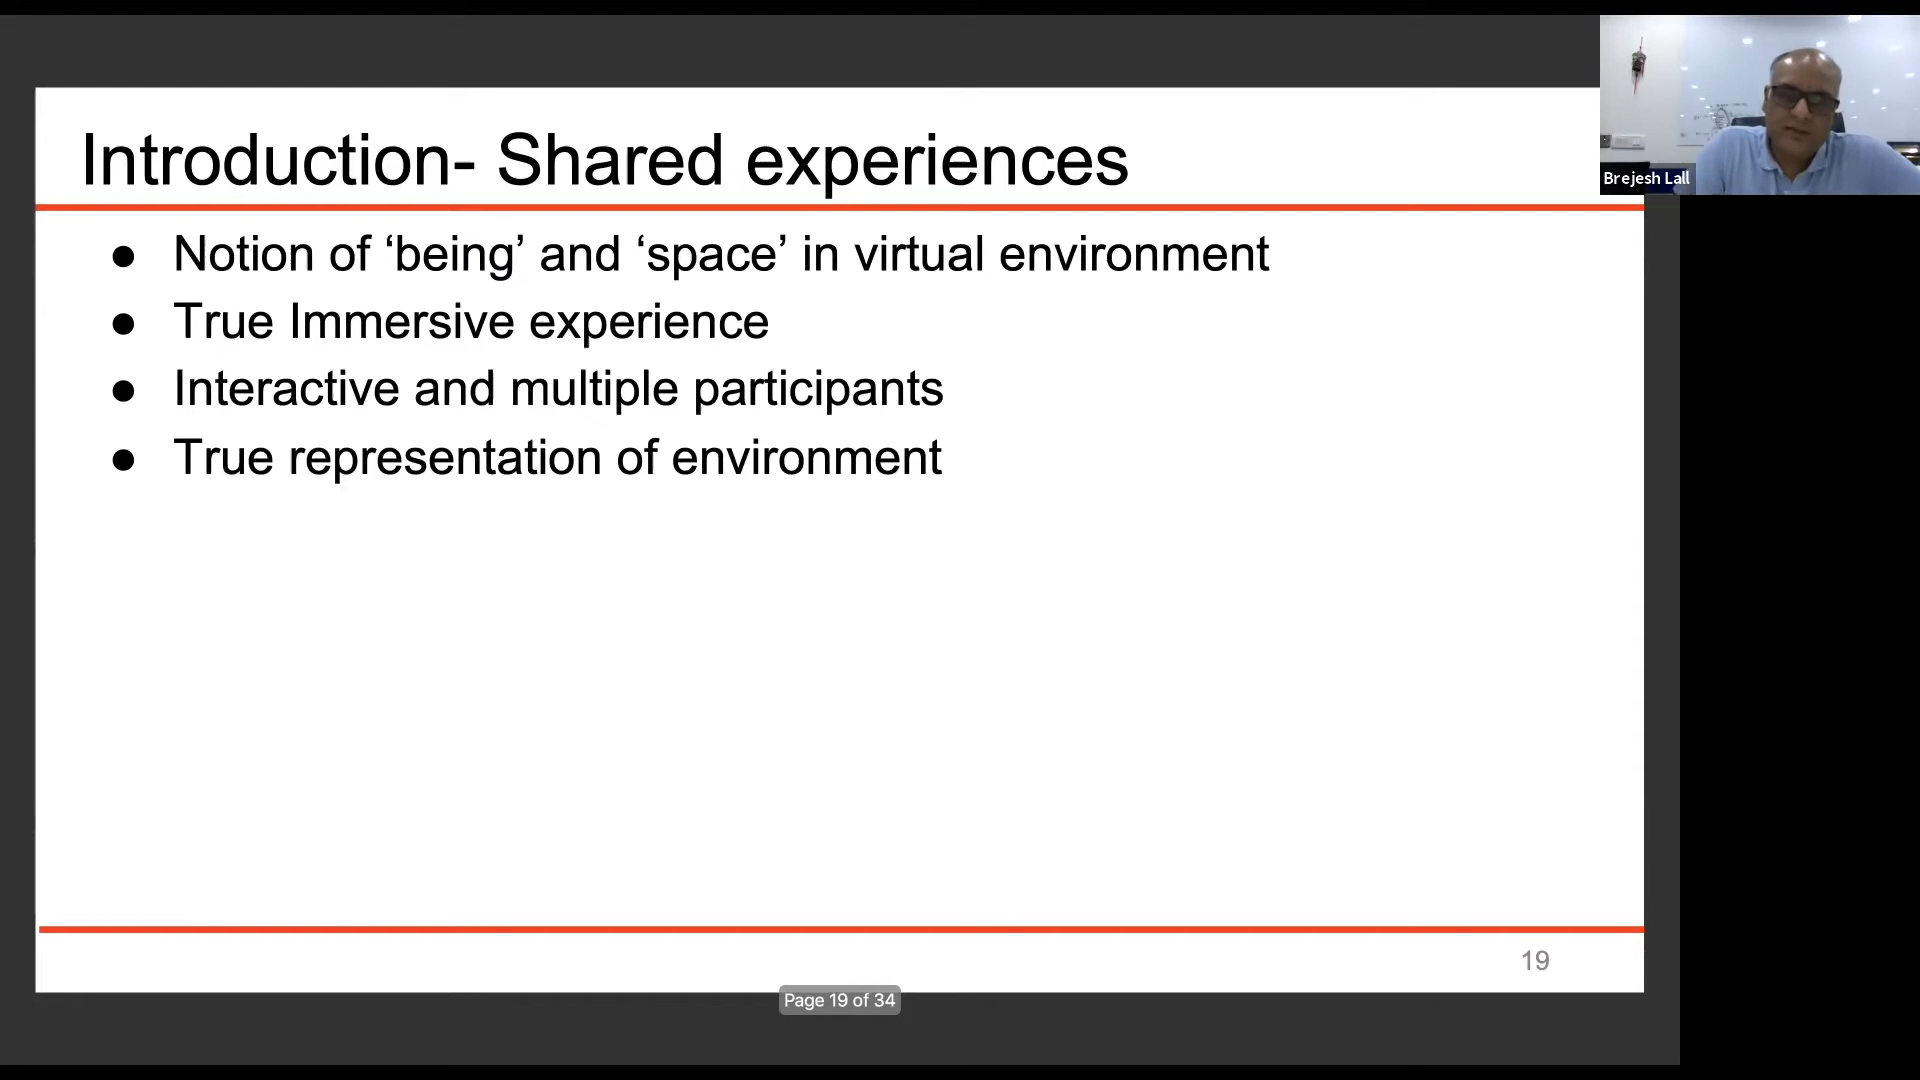 Introduction- Shared experiences
● Notion of ‘being’ and ‘space’ in virtual environment
● True Immersive experience
● Interactive and multiple participants
● True representation of environment
19
Page 19 of 34
Brejesh Lall